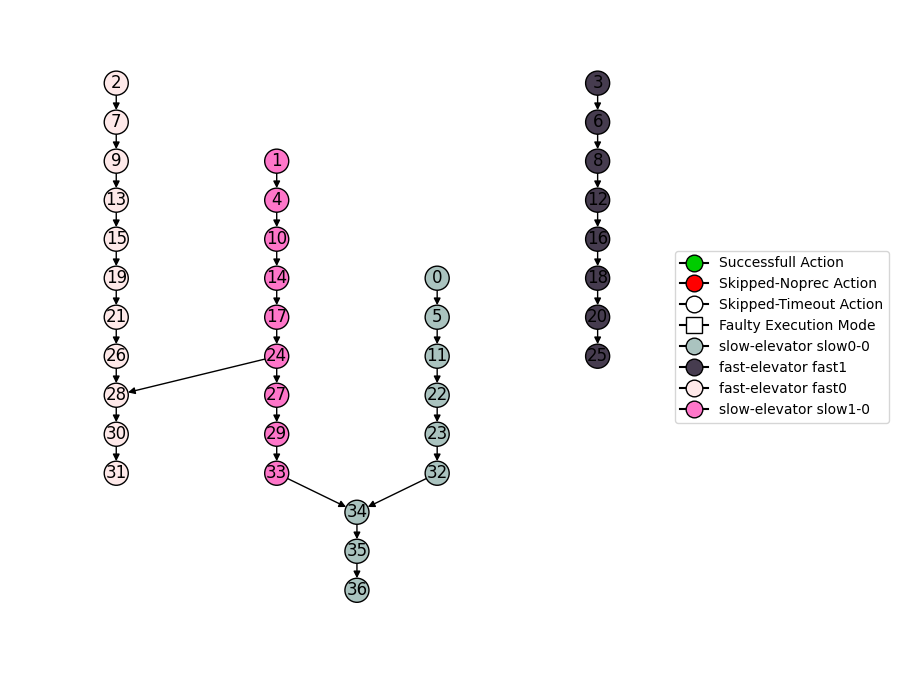 2 3
7 6
9 1 8
13 4 12
15 10 16
19 14 0 18
21 17 5 20
26 24 11 25
28 27 22
30 29 23
31 33 32
34
35
36
Successfull Action
Skipped-Noprec Action
Skipped-Timeout Action
Faulty Execution Mode
slow-elevator slow0-0
fast-elevator fast1
fast-elevator fast0
slow-elevator slow1-0